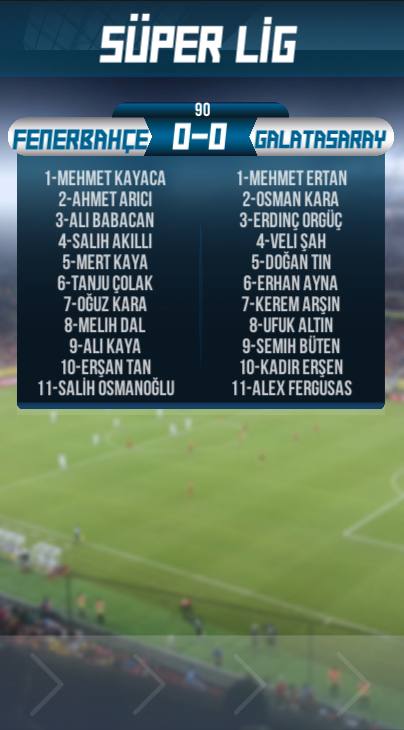 SÜPER LİG
90
FENERBAHÇE 0-0 GALATASARAY
1-MEHMET KAYACA
2-AHMET ARICI
3-ALI BABACAN
4-SALIH AKILLI
5-MERT KAYA
6-TANJU ÇOLAK
7-OĞUZ KARA
8-MELIH DAL
9-ALI KAYA
10-ERŞAN TAN
11-SALİH OSMANOĞLU
1-MEHMET ERTAN
2-OSMAN KARA
3-ERDINÇ ORGÜÇ
4-VELI ŞAH
5-DOĞAN TIN
6-ERHAN AYNA
7-KEREM ARŞIN
8-UFUK ALTIN
9-SEMIH BÜTEN
10-KADIR ERŞEN
11-ALEX FERGUSAS